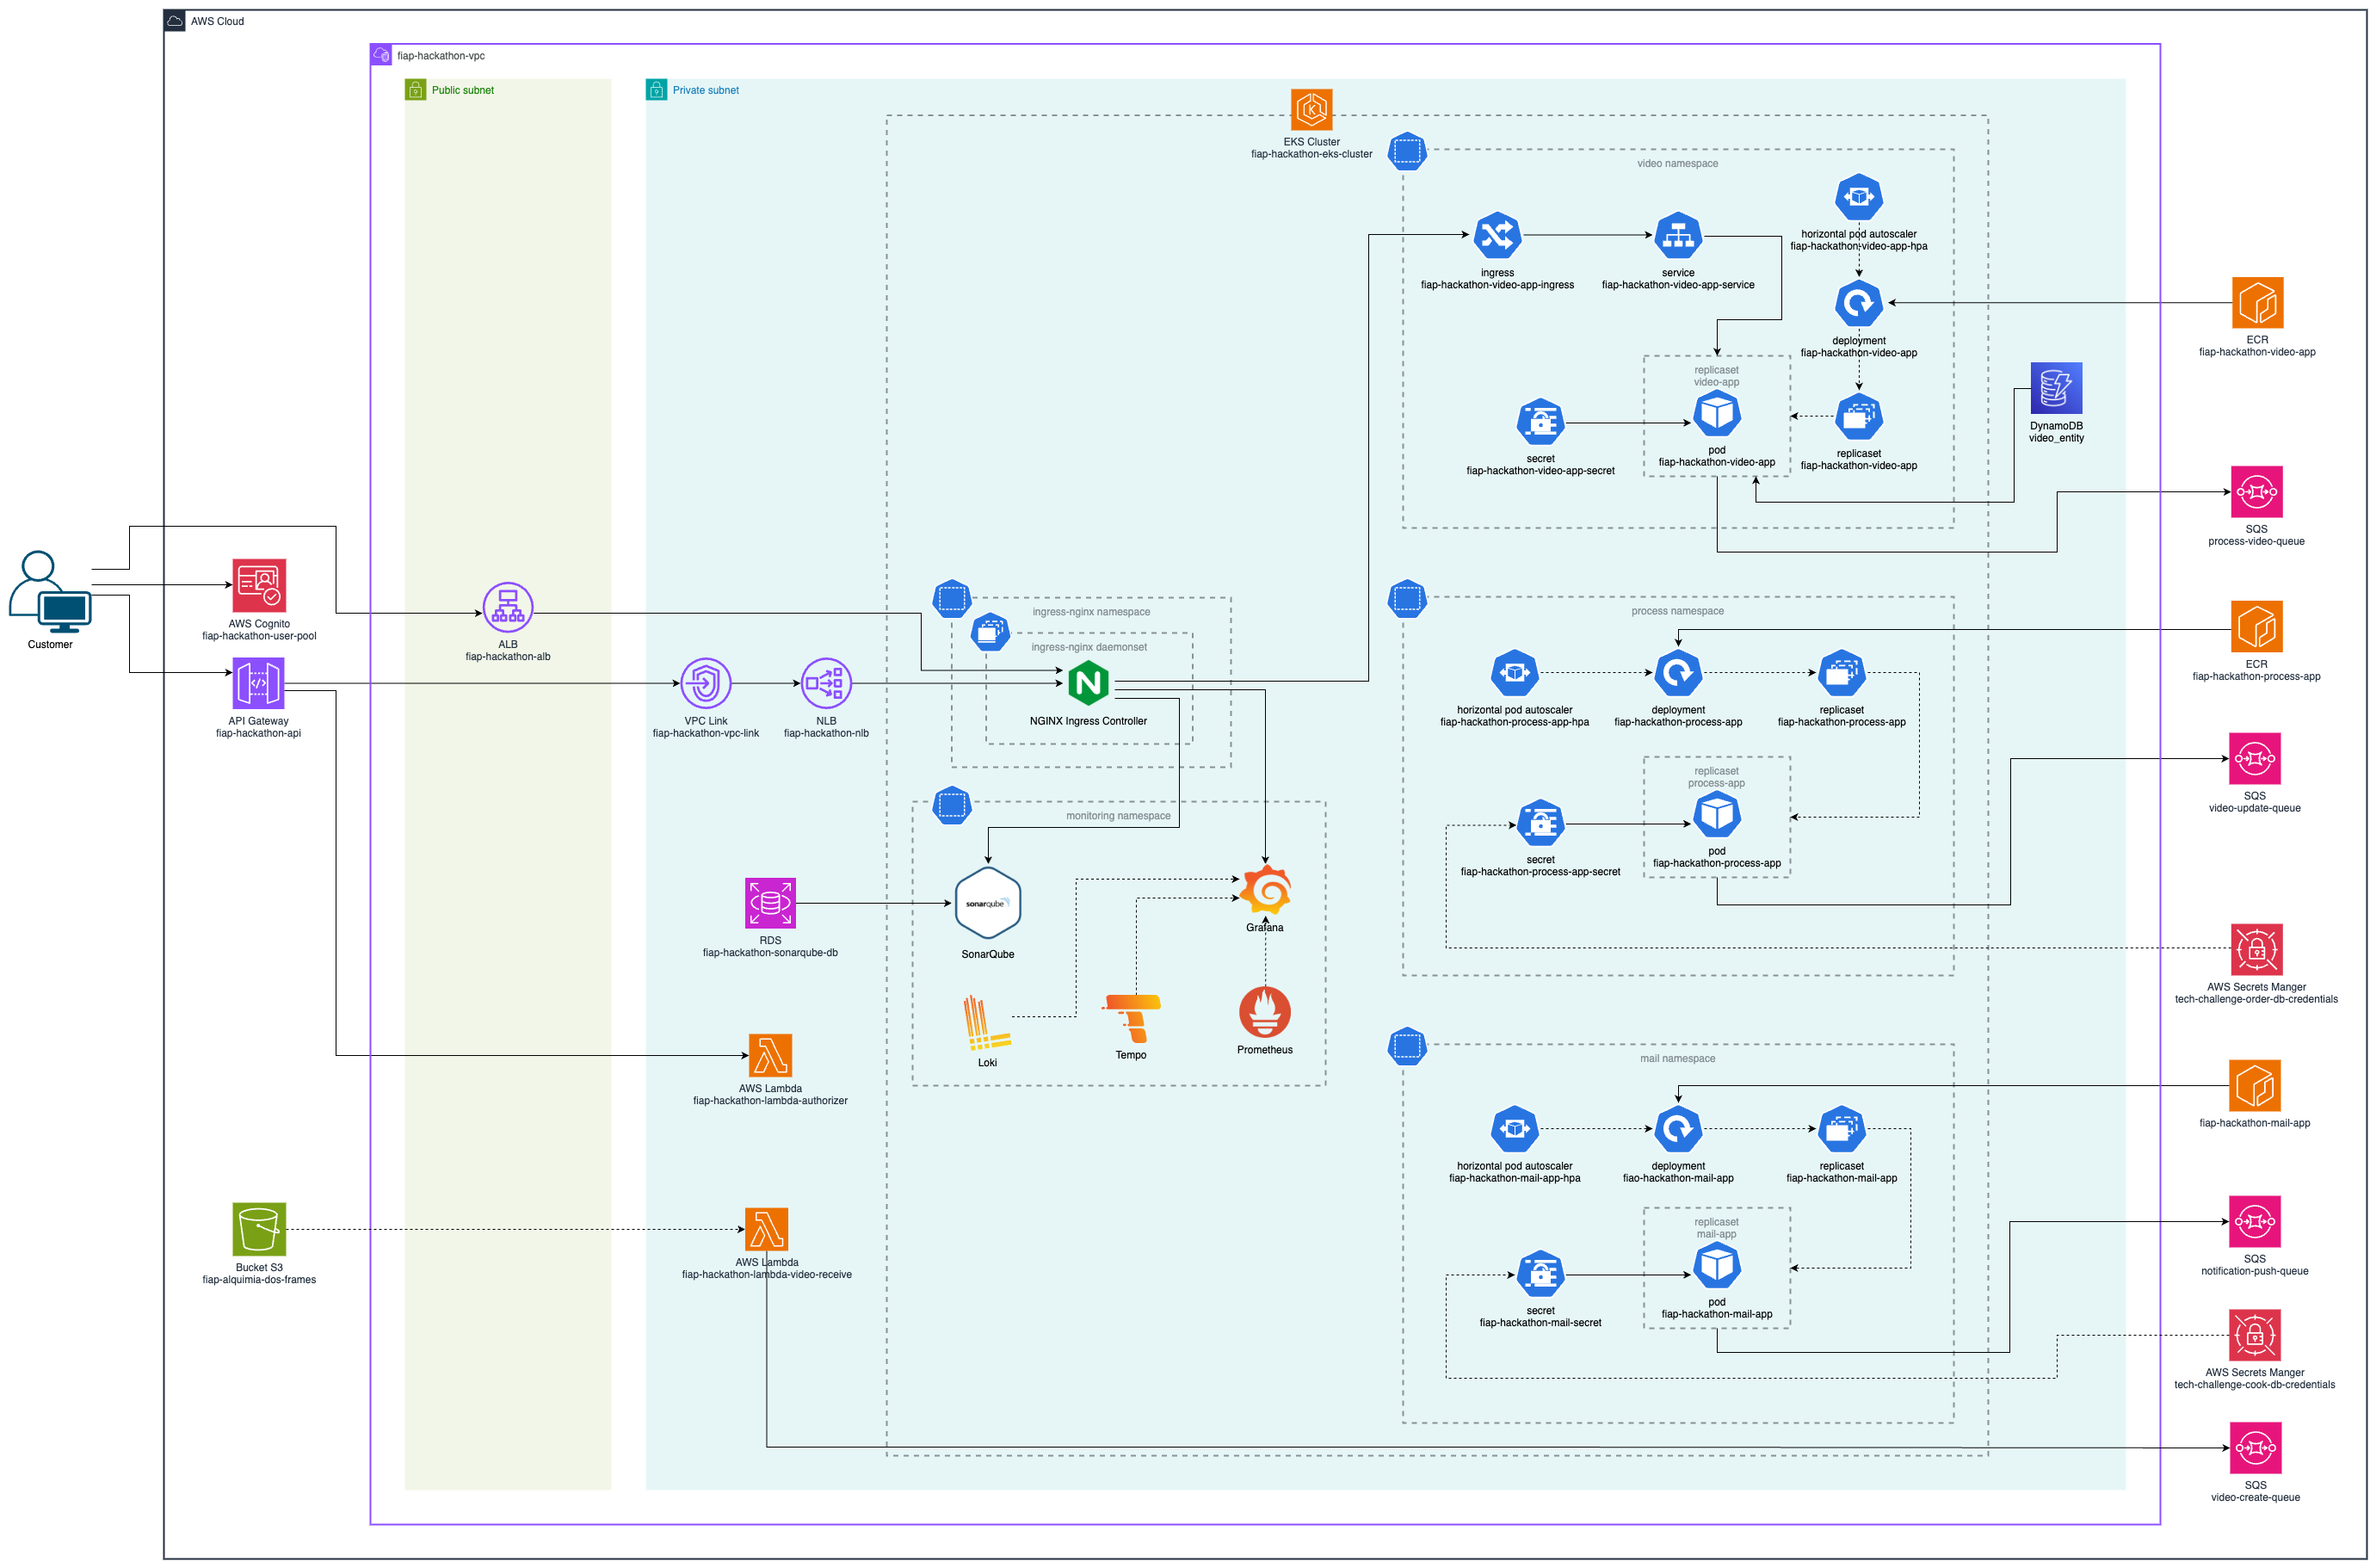 AWS Cloud
fiap-hackathon-vpc
Public subnet
Private subnet
EKS Cluster
fiap-hackathon-eks-cluster
video namespace
horizontal pod autoscaler
fiap-hackathon-video-app-hpa
ingress
fiap-hackathon-video-app-ingress
service
fiap-hackathon-video-app-service
deployment
fiap-hackathon-video-app
ECR
fiap-hackathon-video-app
replicaset
video-app
DynamoDB
video_entity
secret
fiap-hackathon-video-app-secret
pod
fiap-hackathon-video-app
replicaset
fiap-hackathon-video-app
SQS
process-video-queue
Customer
AWS Cognito
fiap-hackathon-user-pool
ALB
fiap-hackathon-alb
API Gateway
fiap-hackathon-api
VPC Link
fiap-hackathon-vpc-link
NLB
fiap-hackathon-nlb
ingress-nginx namespace
ingress-nginx daemonset
N
NGINX Ingress Controller
process namespace
horizontal pod autoscaler
fiap-hackathon-process-app-hpa
deployment
fiap-hackathon-process-app
replicaset
fiap-hackathon-process-app
ECR
fiap-hackathon-process-app
replicaset
process-app
secret
fiap-hackathon-process-app-secret
pod
fiap-hackathon-process-app
SQS
video-update-queue
monitoring namespace
sonarqube
SonarQube
Grafana
RDS
fiap-hackathon-sonarqube-db
Loki
Tempo
Prometheus
AWS Secrets Manger
tech-challenge-order-db-credentials
AWS Lambda
fiap-hackathon-lambda-authorizer
mail namespace
horizontal pod autoscaler
fiap-hackathon-mail-app-hpa
deployment
fiao-hackathon-mail-app
replicaset
fiap-hackathon-mail-app
fiap-hackathon-mail-app
replicaset
mail-app
secret
fiap-hackathon-mail-secret
pod
fiap-hackathon-mail-app
SQS
notification-push-queue
Bucket S3
fiap-alquimia-dos-frames
AWS Lambda
fiap-hackathon-lambda-video-receive
AWS Secrets Manger
tech-challenge-cook-db-credentials
SQS
video-create-queue